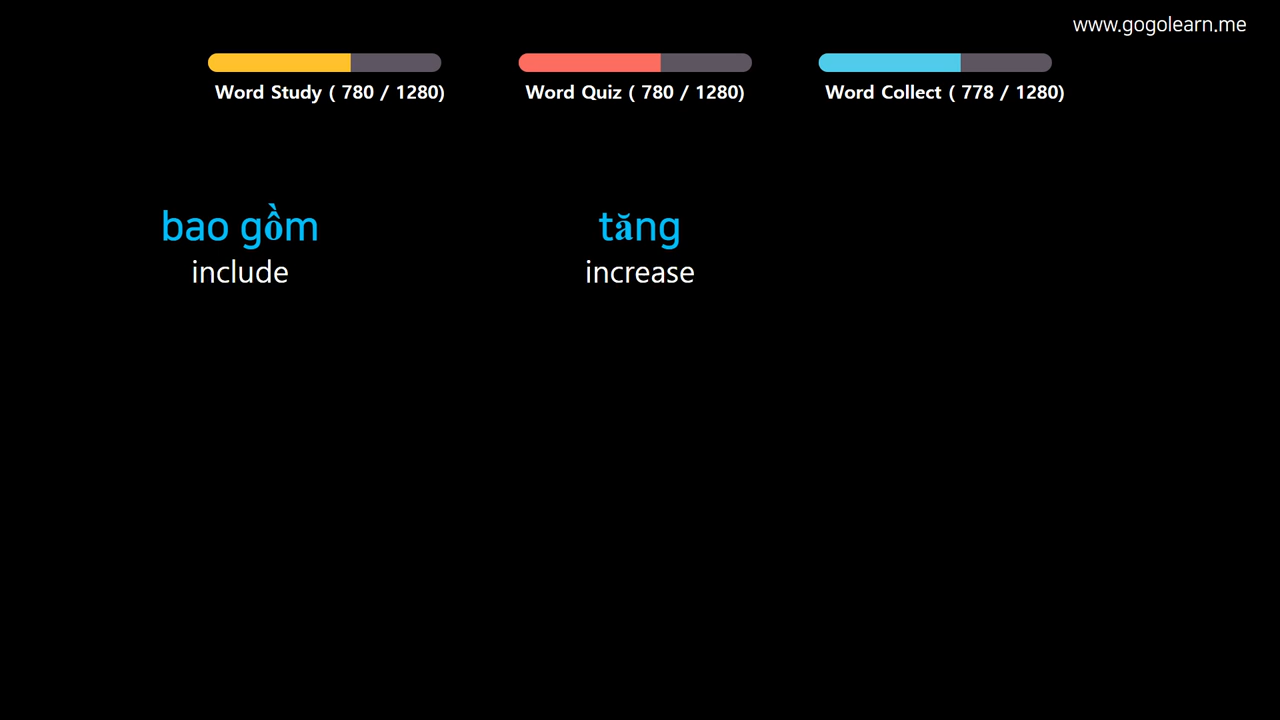 www.gogolearn.me
Word Study ( 780 / 1280)
Word Quiz ( 780 / 1280)
Word Collect ( 778 / 1280)
bao gồm
include
tăng
increase